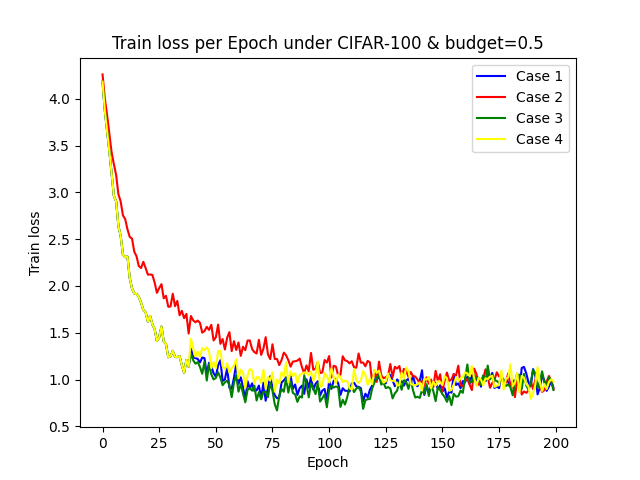 Train loss per Epoch under CIFAR-100 & budget=0.5
Case 1
Case 2
Case 3
Case 4
4.0
3.5
3.0
2.5
2.0
1.5
1.0
0.5
Train loss
0 25 50 75 100 125 150 175 200
Epoch